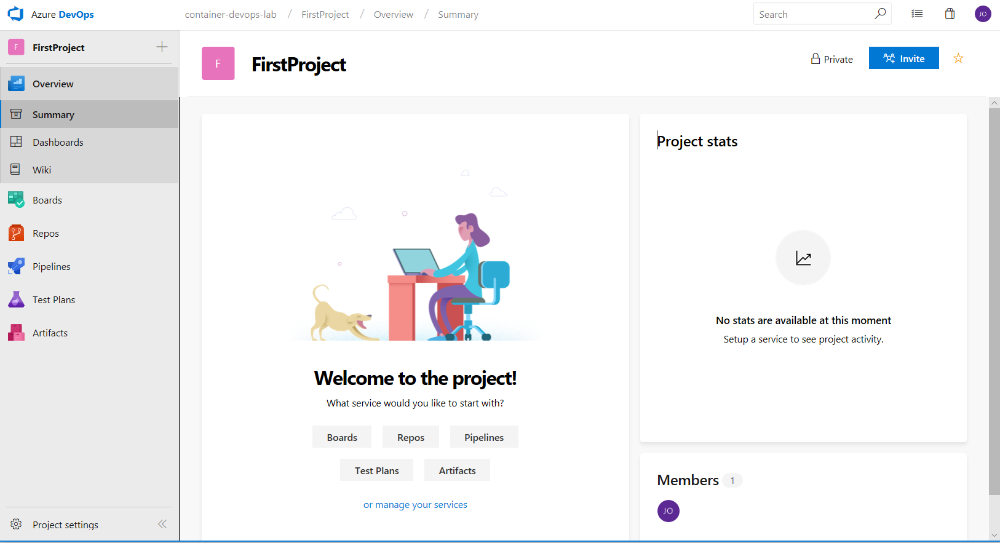 Azure DevOps
container-devops-lab / FirstProject / Overview / Summary
Search
JO
F FirstProject
Overview
Summary
Dashboards
Wiki
Boards
Repos
Pipelines
Test Plans
Artifacts
Project settings
F FirstProject
Private
Invite
Welcome to the project!
What service would you like to start with?
Boards Repos Pipelines
Test Plans Artifacts
or manage your services
Project stats
No stats are available at this moment
Setup a service to see project activity.
Members 1
JO